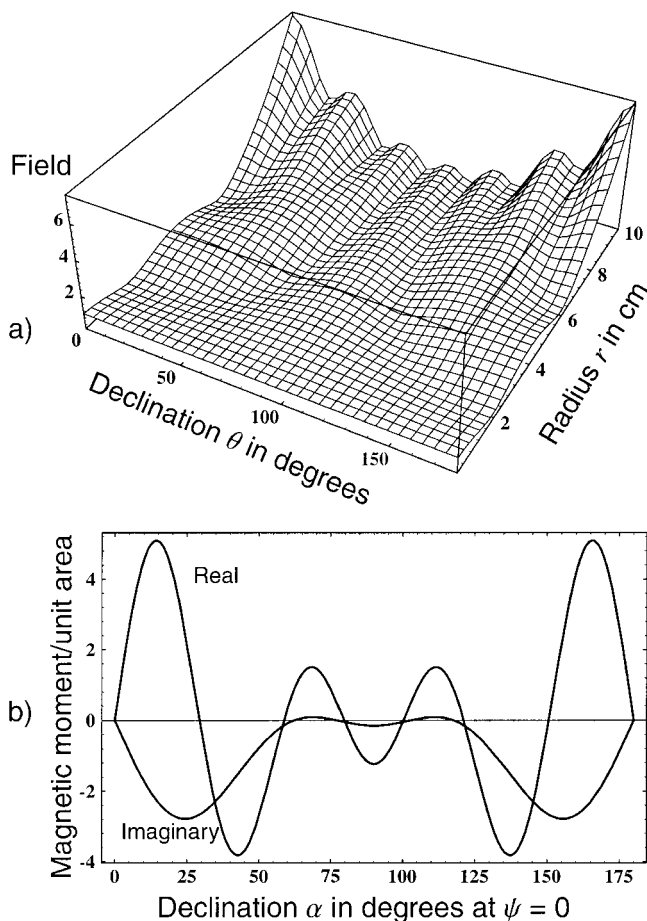 Field
6
4
2
a)
0
50
100
150
Declination θ in degrees
2
4
6
8
10
Radius r in cm
b)
Magnetic moment/unit area
4
2
0
-2
-4
Real
Imaginary
0
25
50
75
100
125
150
175
Declination α in degrees at ψ = 0